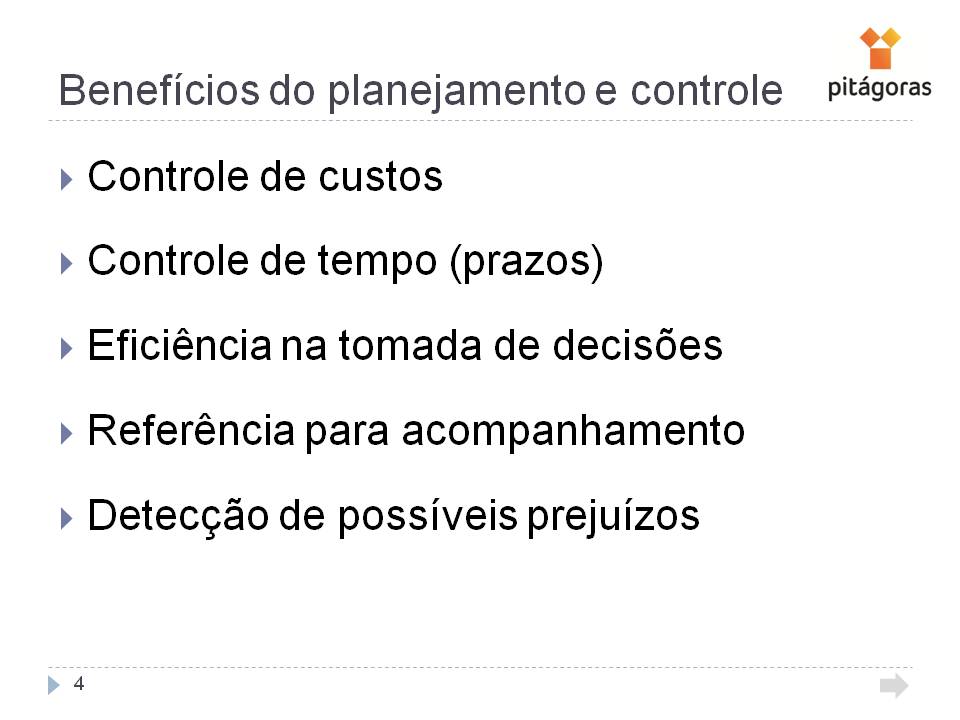 Benefícios do planejamento e controle
pitágoras
Controle de custos
Controle de tempo (prazos)
Eficiência na tomada de decisões
Referência para acompanhamento
Detecção de possíveis prejuízos
4